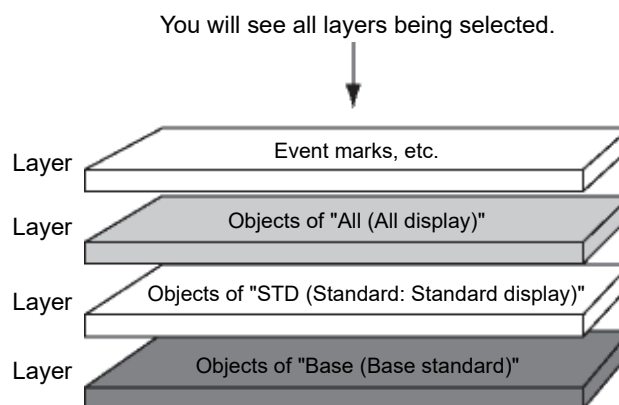 You will see all layers being selected.
Layer
Event marks, etc.
Layer
Objects of "All (All display)"
Layer
Objects of "STD (Standard: Standard display)"
Layer
Objects of "Base (Base standard)"